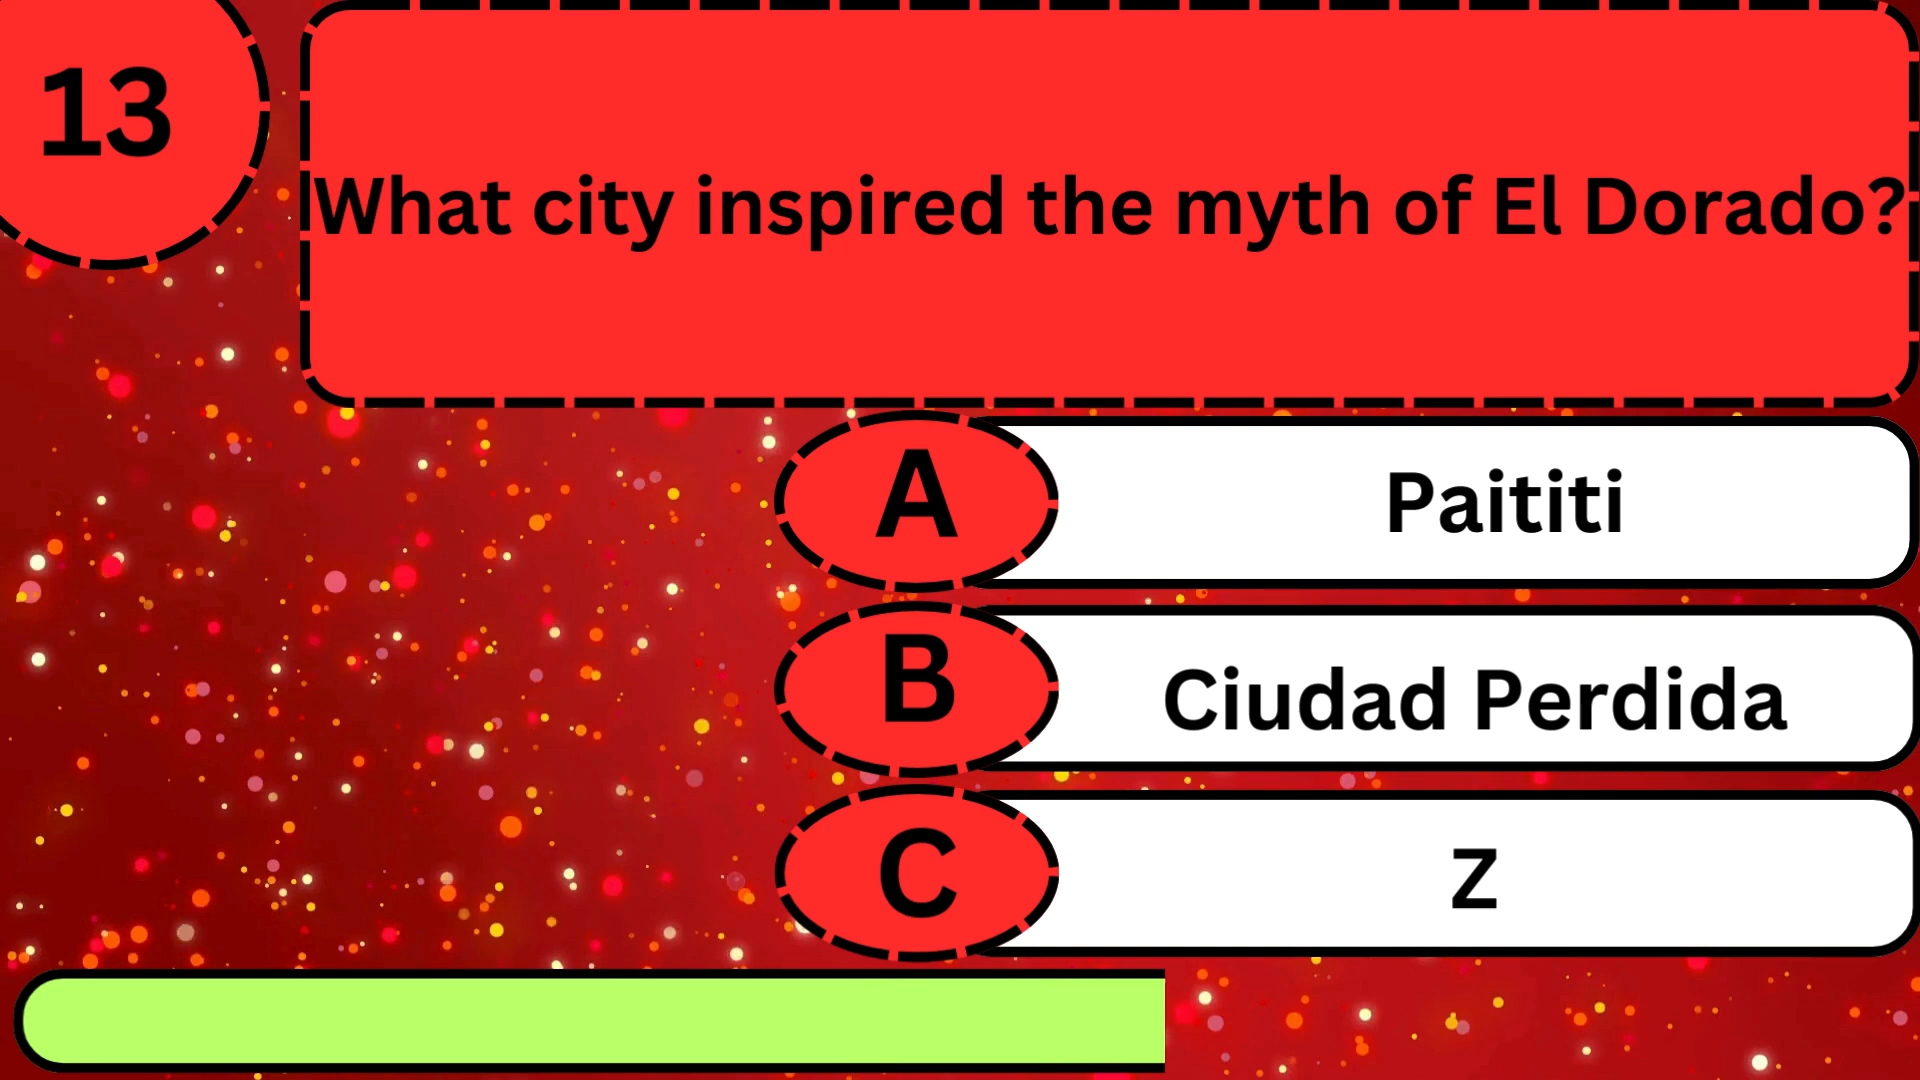 13
What city inspired the myth of El Dorado?
A
Paititi
B
Ciudad Perdida
C
Z